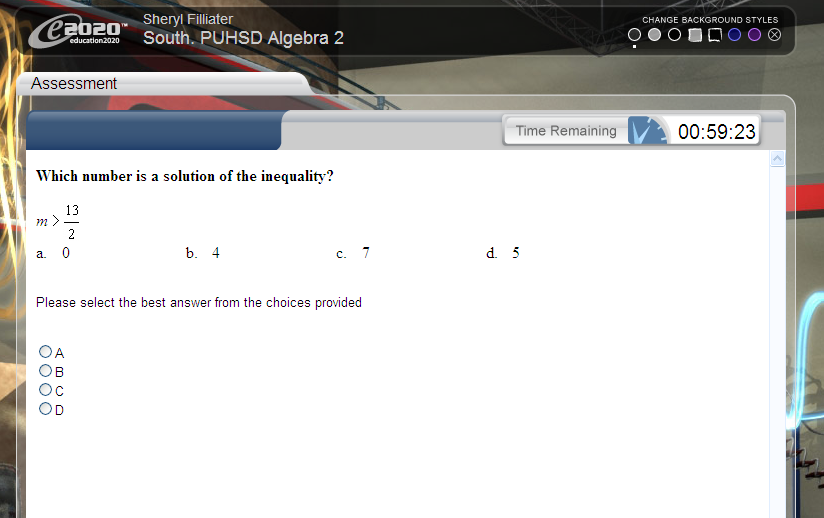 e2020™
education2020
Sheryl Filliater
South. PUHSD Algebra 2
CHANGE BACKGROUND STYLES
Assessment
Time Remaining 00:59:23
Which number is a solution of the inequality?
m > 13/2
a. 0 b. 4 c. 7 d. 5
Please select the best answer from the choices provided
A
B
C
D